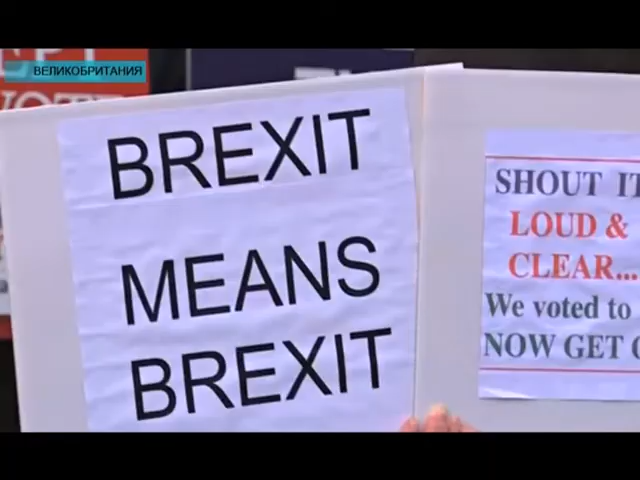 ВЕЛИКОБРИТАНИЯ
BREXIT
MEANS
BREXIT
SHOUT IT
LOUD &
CLEAR...
We voted to
NOW GET